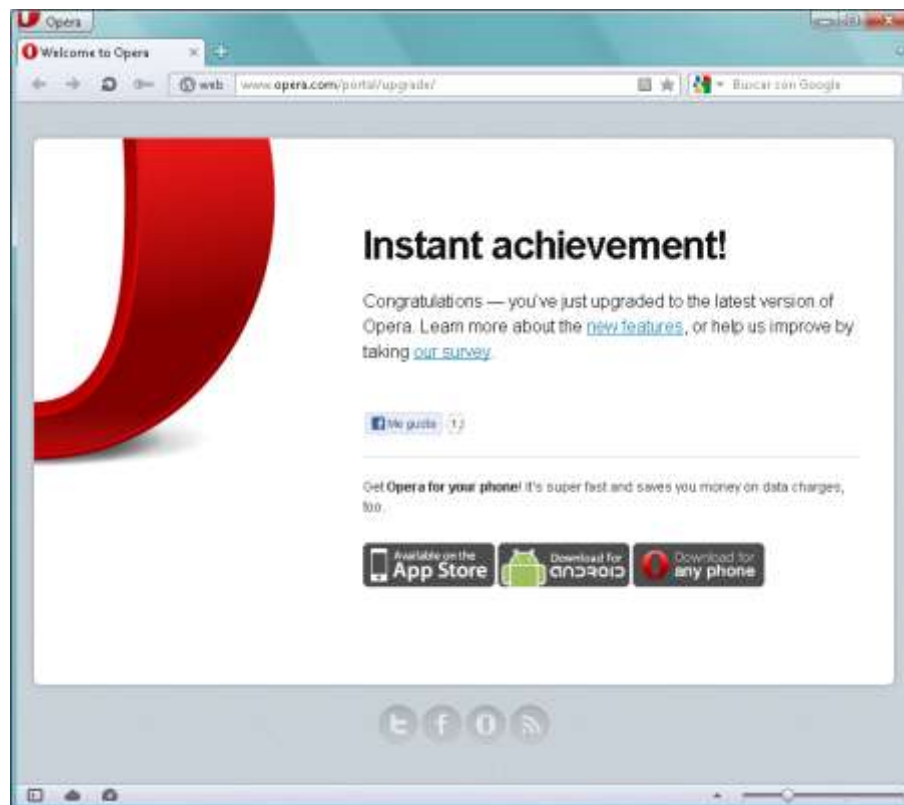 Opera
Welcome to Opera
web
www.opera.com/portal/upgrade/
Buscar con Google
Instant achievement!
Congratulations — you've just upgraded to the latest version of
Opera. Learn more about the new features, or help us improve by
taking our survey.
Me gusta
Get Opera for your phone! It's super fast and saves you money on data charges,
too.
Available on the
App Store
Download for
android
Download for
any phone